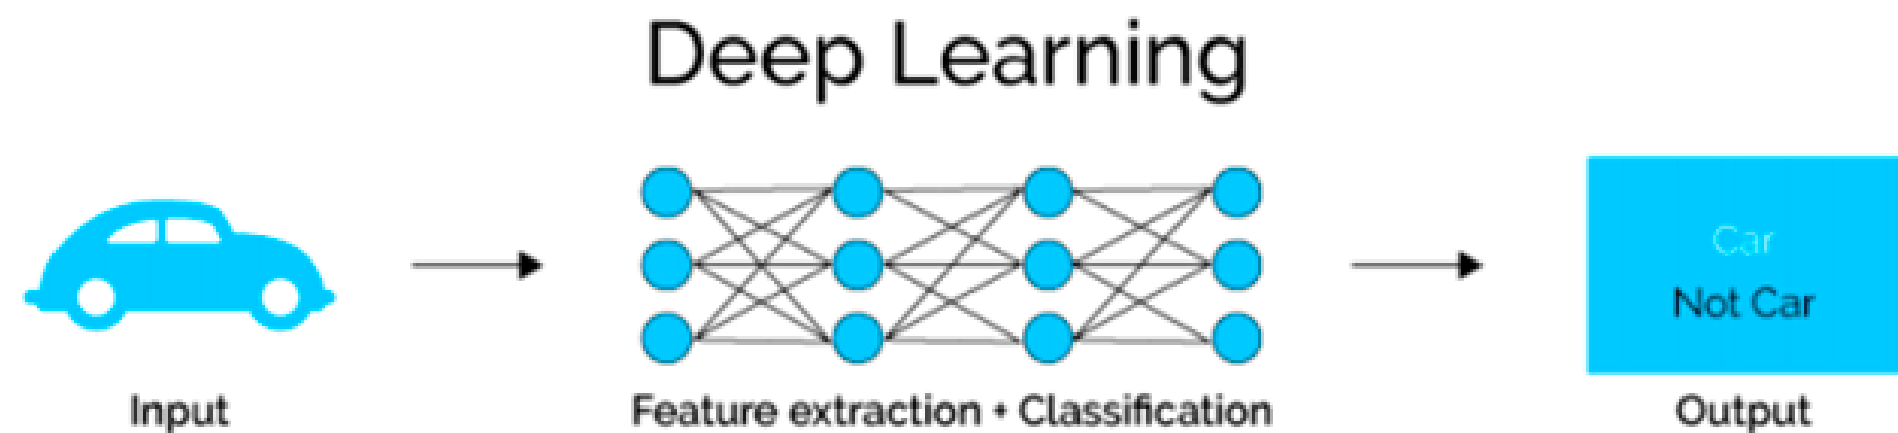 Deep Learning
Car
Not Car
Input
Feature extraction + Classification
Output